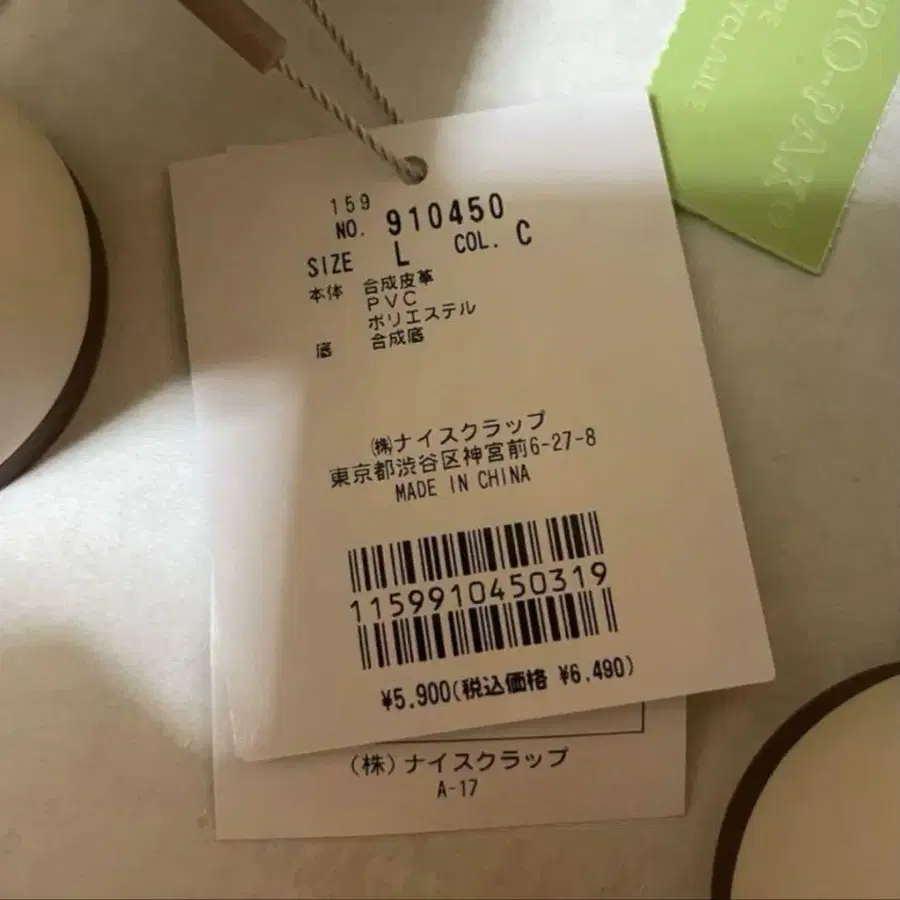 159
NO. 910450
SIZE L COL. C
本体 合成皮革
PVC
ポリエステル
底 合成底
㈱ナイスクラップ
東京都渋谷区神宮前6-27-8
MADE IN CHINA
1159910450319
¥5,900(税込価格 ¥6,490)
(株)ナイスクラップ
A-17